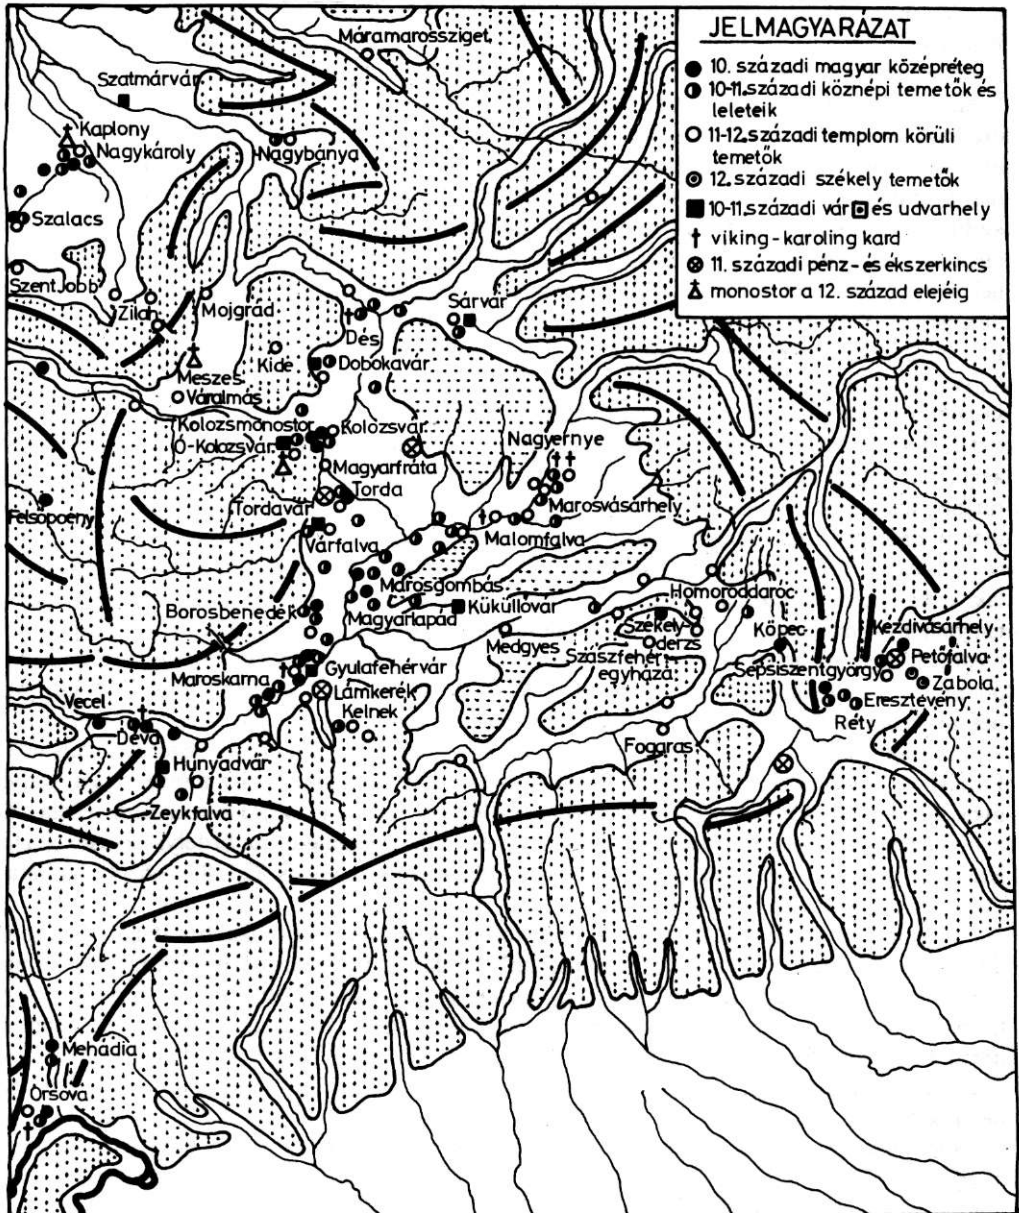 JELMAGYARÁZAT
10. századi magyar középréteg
10-11. századi köznépi temetők és
leleteik
11-12. századi templom körüli
temetők
12. századi székely temetők
10-11. századi vár és udvarhely
viking-karoling kard
11. századi pénz- és ékszerkincs
monostor a 12. század elejéig
Máramarossziget
Szatmárvár
Kaplony
Nagykároly
Nagybánya
Szalacs
SzentJobb
Zilah
Mojgrád
Sárvár
Dés
Kide
Dobokavár
Meszes
Váralmás
Kolozsmonostor
Kolozsvár
Ó-Kolozsvár
Nagyernye
Magyarfráta
Torda
Tordavár
Marosvásárhely
Várfalva
Malomfalva
Marosgombás
Homoróddaróc
Borosbenedek
Magyarlapád
Küküllővár
Székely-
derzs
Köpec
Kézdivásárhely
Medgyes
Szászfehér-
egyháza
Gyulafehérvár
Sepsiszentgyörgy
Petőfalva
Maroskarna
Lámkerék
Zabola
Vecel
Kelnek
Eresztevény
Déva
Réty
Fogaras
Hunyadvár
Zeykfalva
Mehádia
Orsova